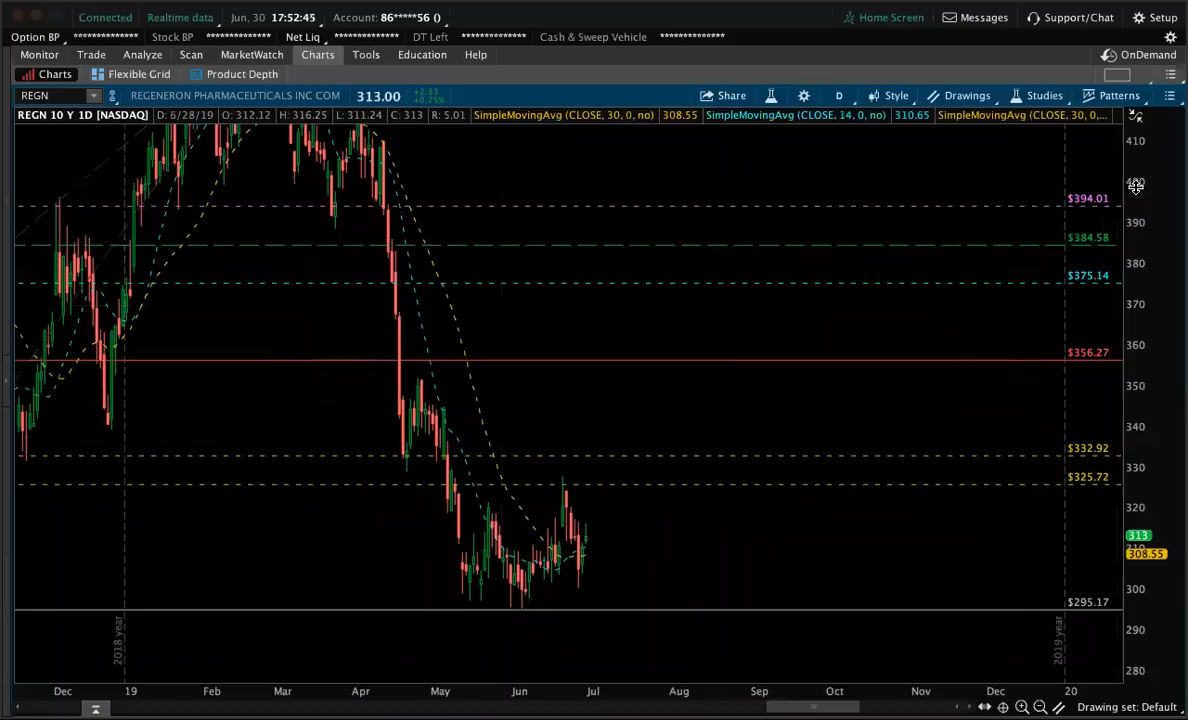 Connected Realtime data Jun, 30 17:52:45 Account: 86*****56 () Home Screen Messages Support/Chat Setup
Option BP ************** Stock BP ************** Net Liq ************** DT Left ************** Cash & Sweep Vehicle **************
Monitor Trade Analyze Scan MarketWatch Charts Tools Education Help OnDemand
Charts Flexible Grid Product Depth
REGN REGENERON PHARMACEUTICALS INC COM 313.00 +2.33 +0.75% Share D Style Drawings Studies Patterns
REGN 10 Y 1D [NASDAQ] D: 6/28/19 O: 312.12 H: 316.25 L: 311.24 C: 313 R: 5.01 SimpleMovingAvg (CLOSE, 30, 0, no) 308.55 SimpleMovingAvg (CLOSE, 14, 0, no) 310.65 SimpleMovingAvg (CLOSE, 30, 0,...
410
$394.01
390
$384.58
380
$375.14
370
360
$356.27
350
340
$332.92
330
$325.72
320
313
308.55
300
$295.17
290
280
2018 year
2019 year
Dec 19 Feb Mar Apr May Jun Jul Aug Sep Oct Nov Dec 20
Drawing set: Default